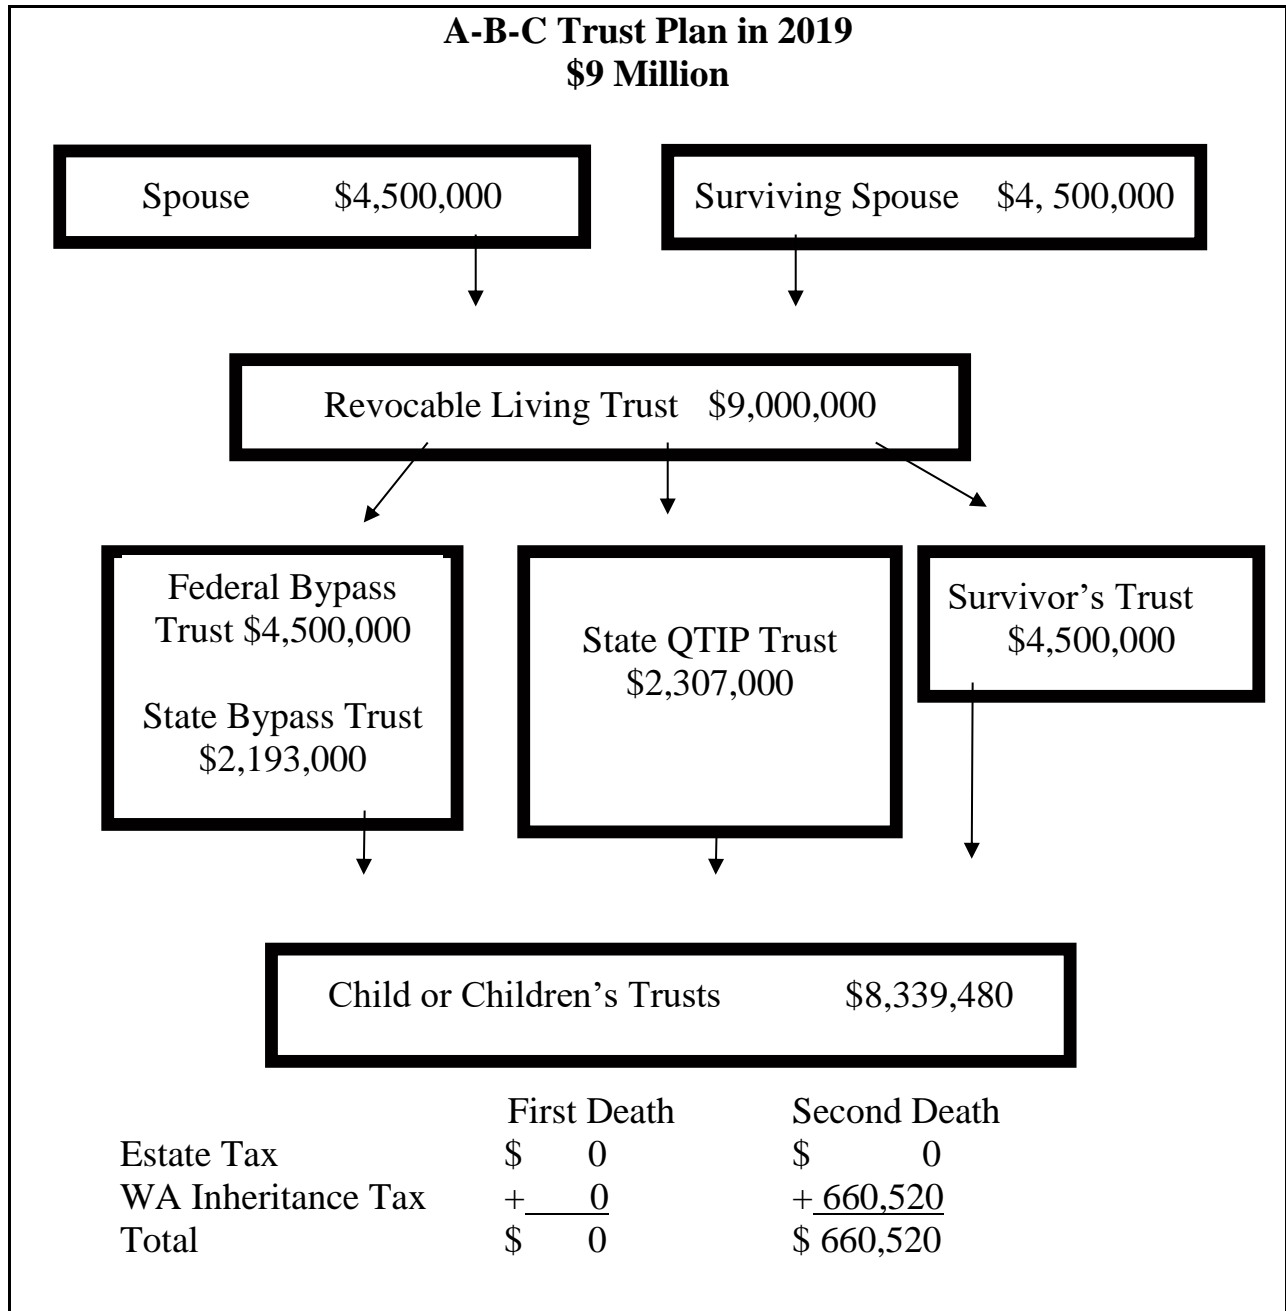 A-B-C Trust Plan in 2019
$9 Million
Spouse $4,500,000
Surviving Spouse $4, 500,000
Revocable Living Trust $9,000,000
Federal Bypass
Trust $4,500,000
State Bypass Trust
$2,193,000
State QTIP Trust
$2,307,000
Survivor’s Trust
$4,500,000
Child or Children’s Trusts $8,339,480
First Death Second Death
Estate Tax $ 0 $ 0
WA Inheritance Tax + 0 + 660,520
Total $ 0 $ 660,520